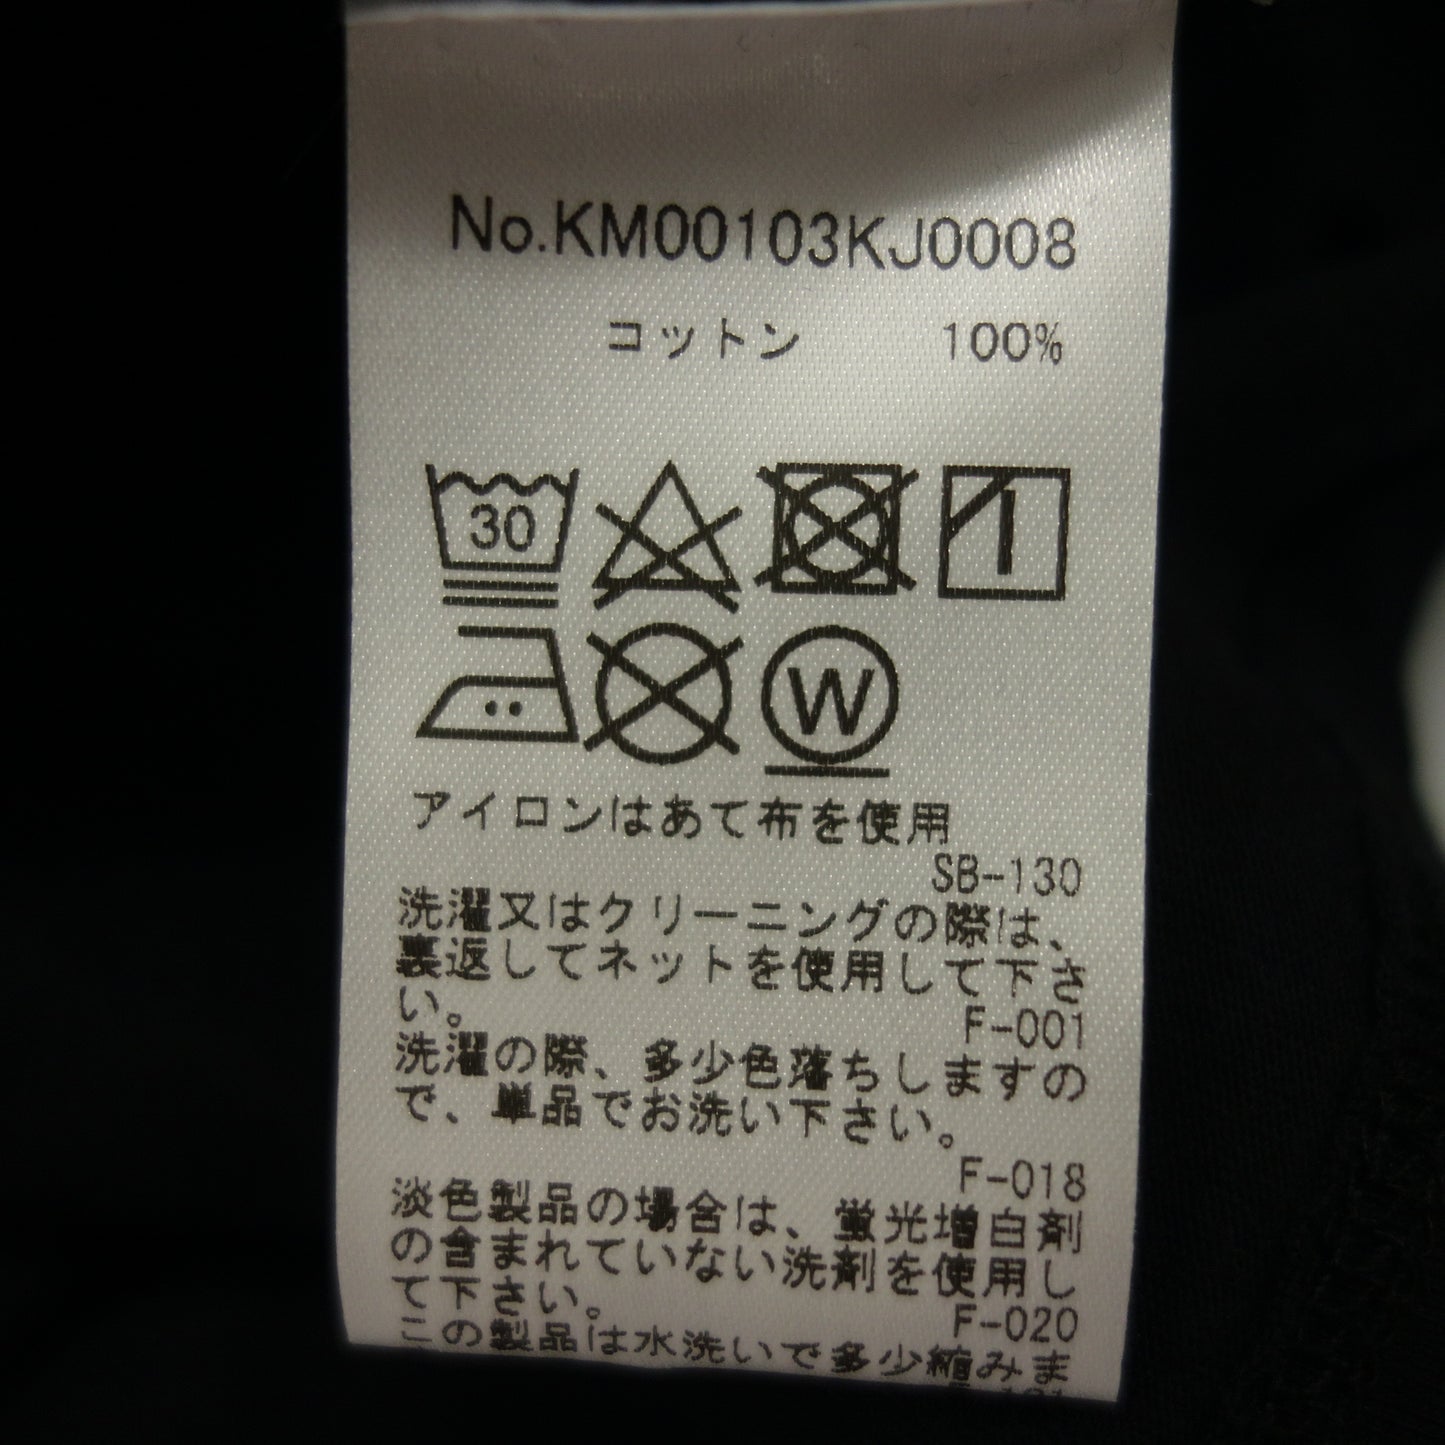 No.KM00103KJ0008
コットン 100%
30
W
アイロンはあて布を使用
SB-130
洗濯又はクリーニングの際は、
裏返してネットを使用して下さ
い。
F-001
洗濯の際、多少色落ちしますの
で、単品でお洗い下さい。
F-018
淡色製品の場合は、蛍光増白剤
の含まれていない洗剤を使用し
て下さい。
F-020
この製品は水洗いで多少縮みま